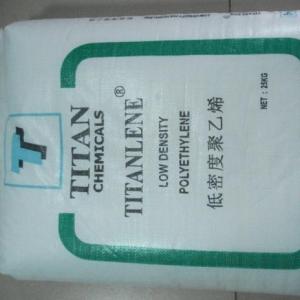 TITAN
CHEMICALS
TITANLENE®
LOW DENSITY
POLYETHYLENE
低密度聚乙烯
NET : 25KG